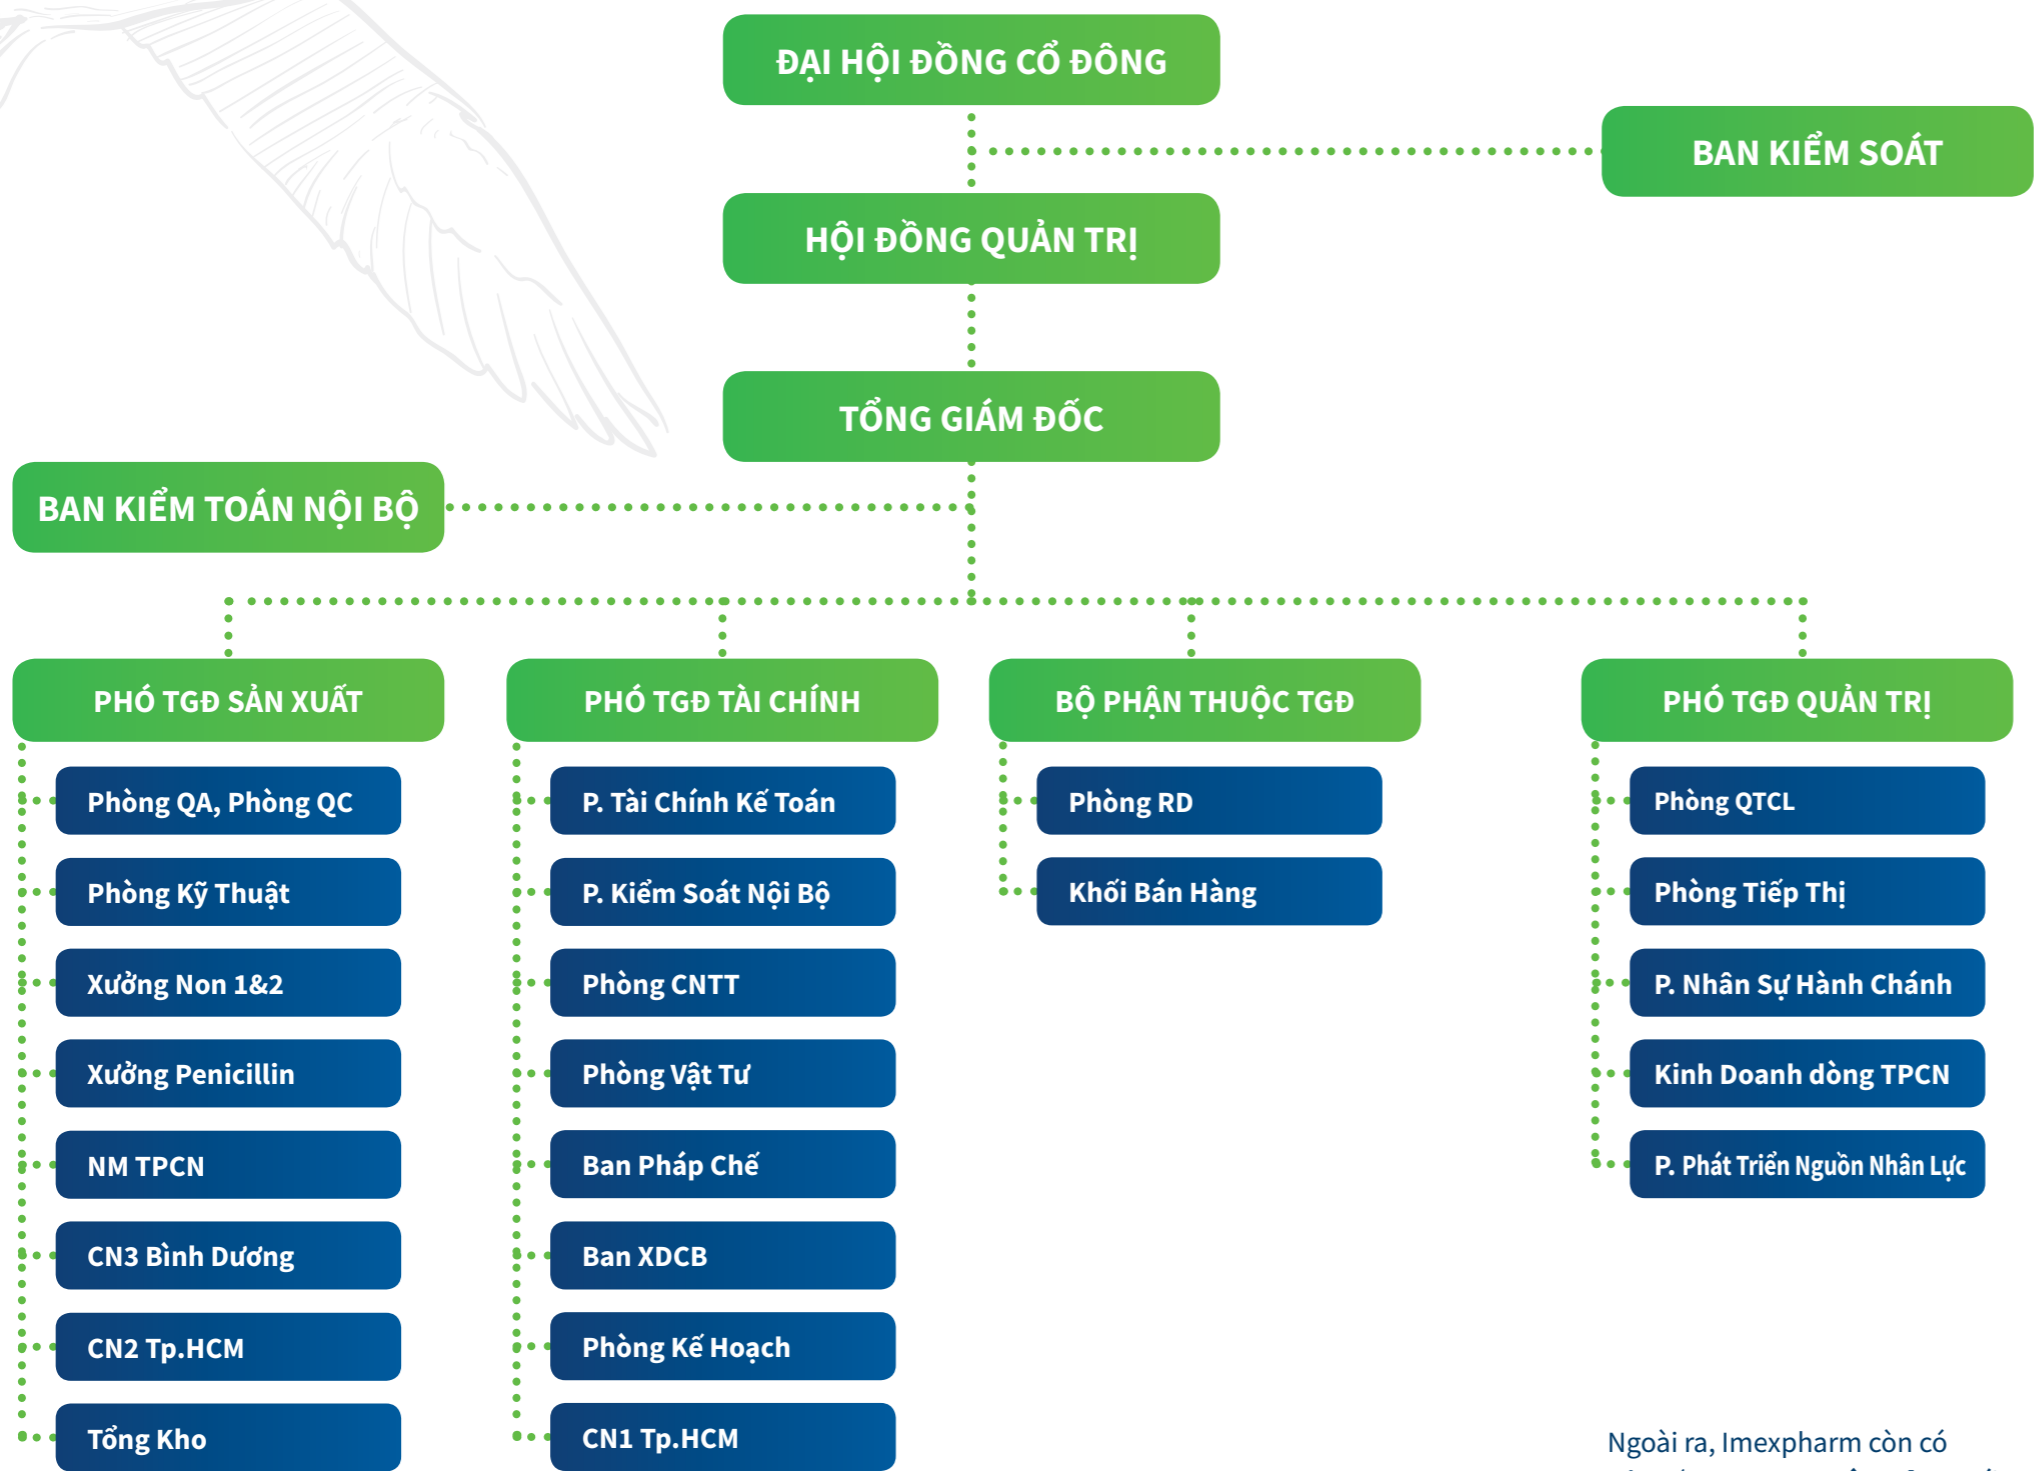 ĐẠI HỘI ĐỒNG CỔ ĐÔNG
BAN KIỂM SOÁT
HỘI ĐỒNG QUẢN TRỊ
TỔNG GIÁM ĐỐC
BAN KIỂM TOÁN NỘI BỘ
PHÓ TGĐ SẢN XUẤT
Phòng QA, Phòng QC
Phòng Kỹ Thuật
Xưởng Non 1&2
Xưởng Penicillin
NM TPCN
CN3 Bình Dương
CN2 Tp.HCM
Tổng Kho
PHÓ TGĐ TÀI CHÍNH
P. Tài Chính Kế Toán
P. Kiểm Soát Nội Bộ
Phòng CNTT
Phòng Vật Tư
Ban Pháp Chế
Ban XDCB
Phòng Kế Hoạch
CN1 Tp.HCM
BỘ PHẬN THUỘC TGĐ
Phòng RD
Khối Bán Hàng
PHÓ TGĐ QUẢN TRỊ
Phòng QTCL
Phòng Tiếp Thị
P. Nhân Sự Hành Chánh
Kinh Doanh dòng TPCN
P. Phát Triển Nguồn Nhân Lực
Ngoài ra, Imexpharm còn có